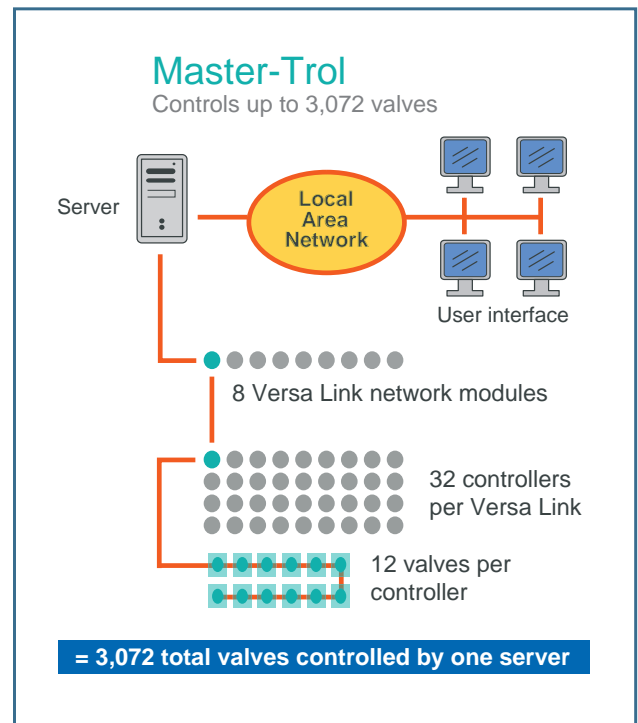 Master-Trol
Controls up to 3,072 valves
Server
Local
Area
Network
User interface
8 Versa Link network modules
32 controllers
per Versa Link
12 valves per
controller
= 3,072 total valves controlled by one server